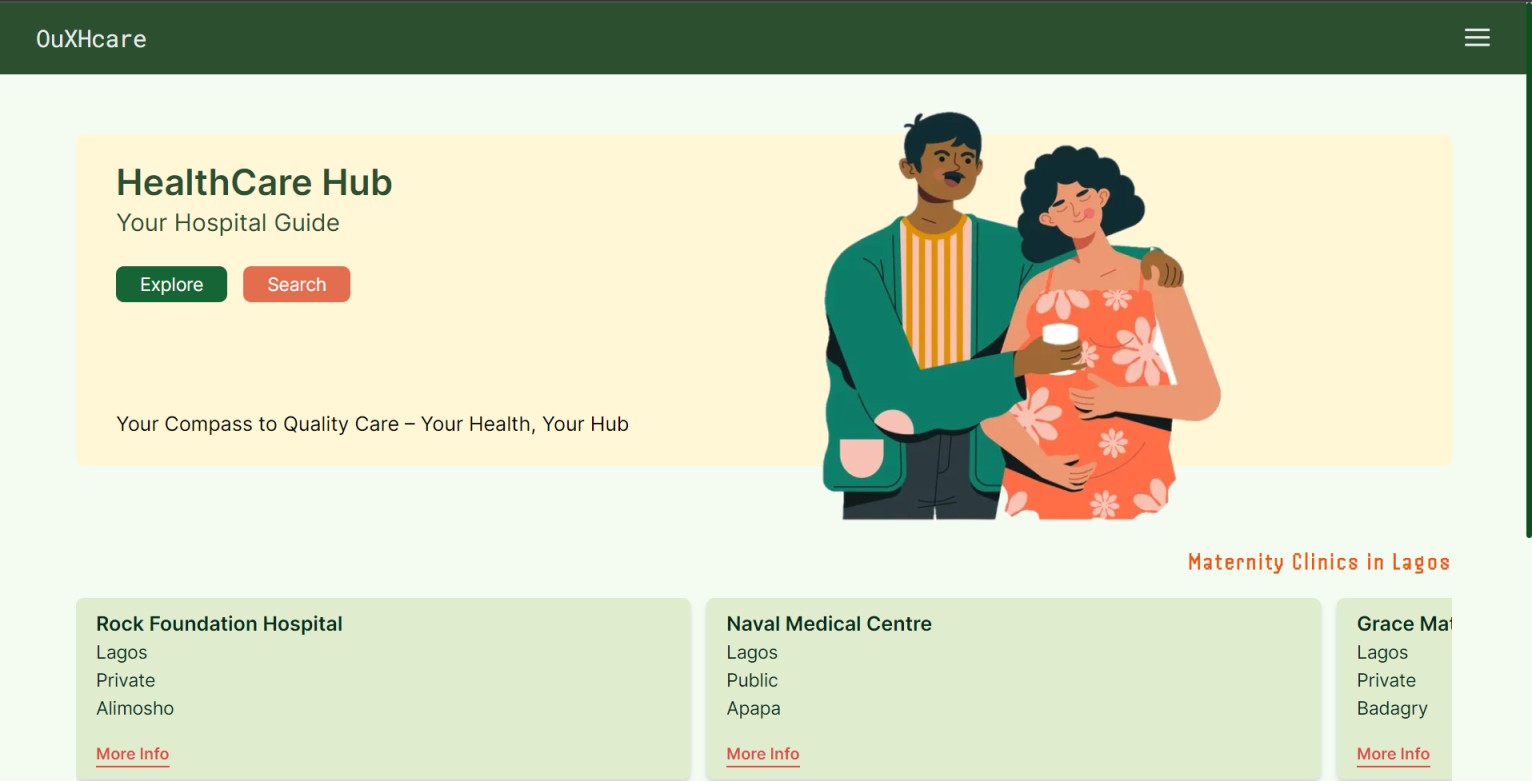 OuXHcare
HealthCare Hub
Your Hospital Guide
Explore
Search
Your Compass to Quality Care – Your Health, Your Hub
Maternity Clinics in Lagos
Rock Foundation Hospital
Lagos
Private
Alimosho
More Info
Naval Medical Centre
Lagos
Public
Apapa
More Info
Grace
Lagos
Private
Badagry
More Info